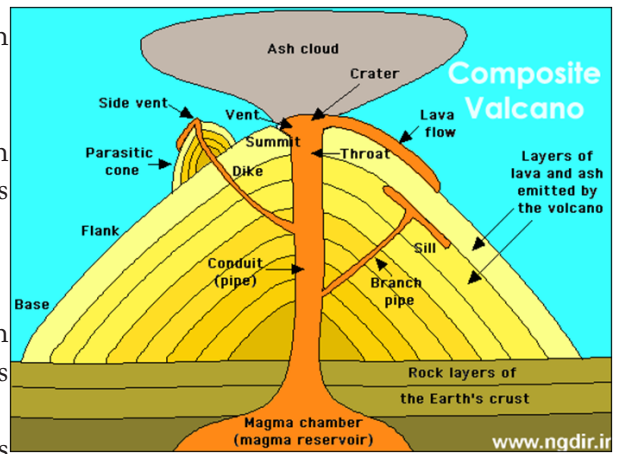 Ash cloud
Crater
Composite
Valcano
Side vent
Vent
Lava
flow
Summit
Throat
Parasitic
cone
Dike
Layers of
lava and ash
emitted by
the volcano
Flank
Sill
Conduit
(pipe)
Branch
pipe
Base
Rock layers of
the Earth's crust
Magma chamber
(magma reservoir)
www.ngdir.ir